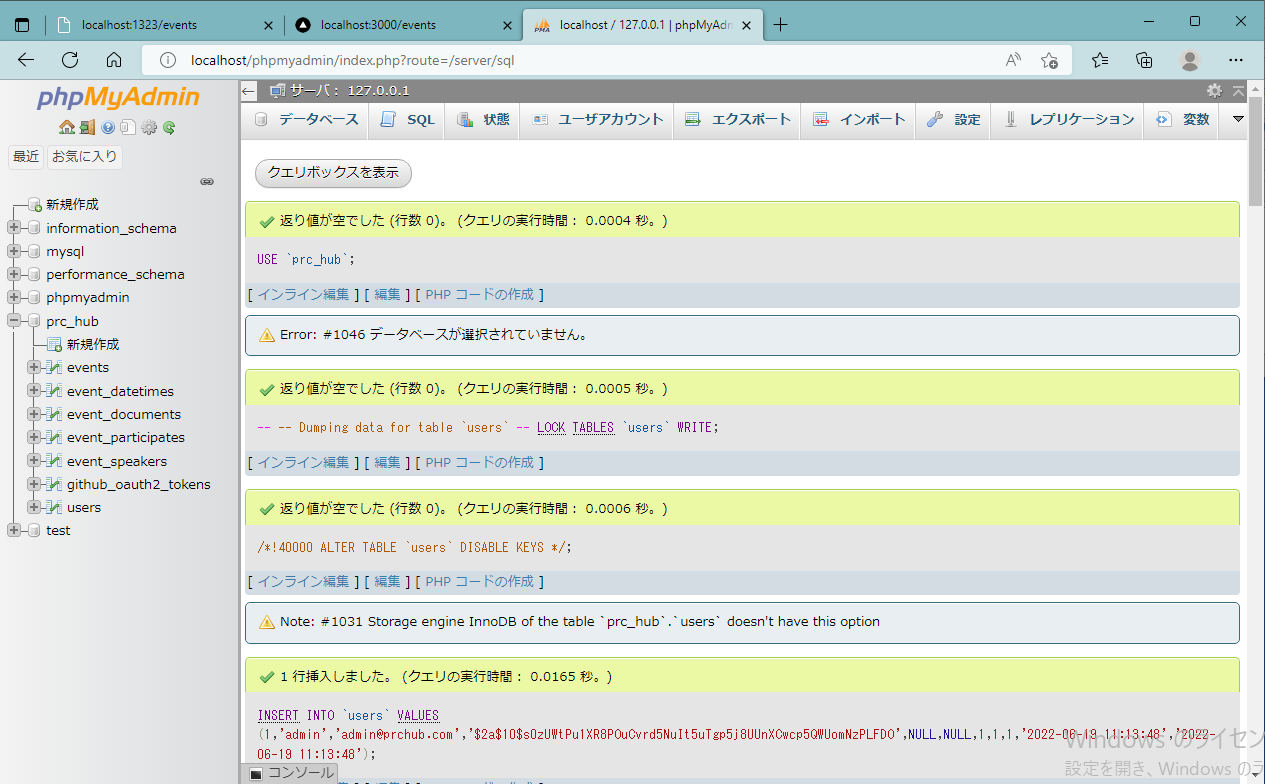 localhost:1323/events
localhost:3000/events
PMA
localhost / 127.0.0.1 | phpMyAdm
localhost/phpmyadmin/index.php?route=/server/sql
phpMyAdmin
最近
お気に入り
新規作成
information_schema
mysql
performance_schema
phpmyadmin
prc_hub
新規作成
events
event_datetimes
event_documents
event_participates
event_speakers
github_oauth2_tokens
users
test
サーバ: 127.0.0.1
データベース
SQL
状態
ユーザアカウント
エクスポート
インポート
設定
レプリケーション
変数
クエリボックスを表示
返り値が空でした (行数 0)。 (クエリの実行時間: 0.0004 秒。)
USE `prc_hub`;
[ インライン編集 ] [ 編集 ] [ PHP コードの作成 ]
Error: #1046 データベースが選択されていません。
返り値が空でした (行数 0)。 (クエリの実行時間: 0.0005 秒。)
-- -- Dumping data for table `users` -- LOCK TABLES `users` WRITE;
[ インライン編集 ] [ 編集 ] [ PHP コードの作成 ]
返り値が空でした (行数 0)。 (クエリの実行時間: 0.0006 秒。)
/*!40000 ALTER TABLE `users` DISABLE KEYS */;
[ インライン編集 ] [ 編集 ] [ PHP コードの作成 ]
Note: #1031 Storage engine InnoDB of the table `prc_hub`.`users` doesn't have this option
1 行挿入しました。 (クエリの実行時間: 0.0165 秒。)
INSERT INTO `users` VALUES
(1,'admin','admin@prchub.com','$2a$10$sOzUWtPu1XR8POuCvrd5NuIt5uTgp5j8UUnXCwcp5QWUomNzPLFDO',NULL,NULL,1,1,1,'2022-06-19 11:13:48','2022-
06-19 11:13:48');
コンソール
Windows のライセン
設定を開き、Windows のラ